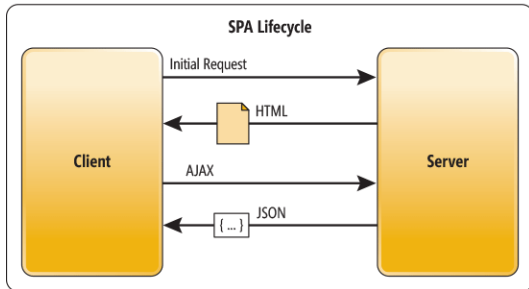 SPA Lifecycle
Initial Request
HTML
Client
Server
AJAX
JSON
{ ... }